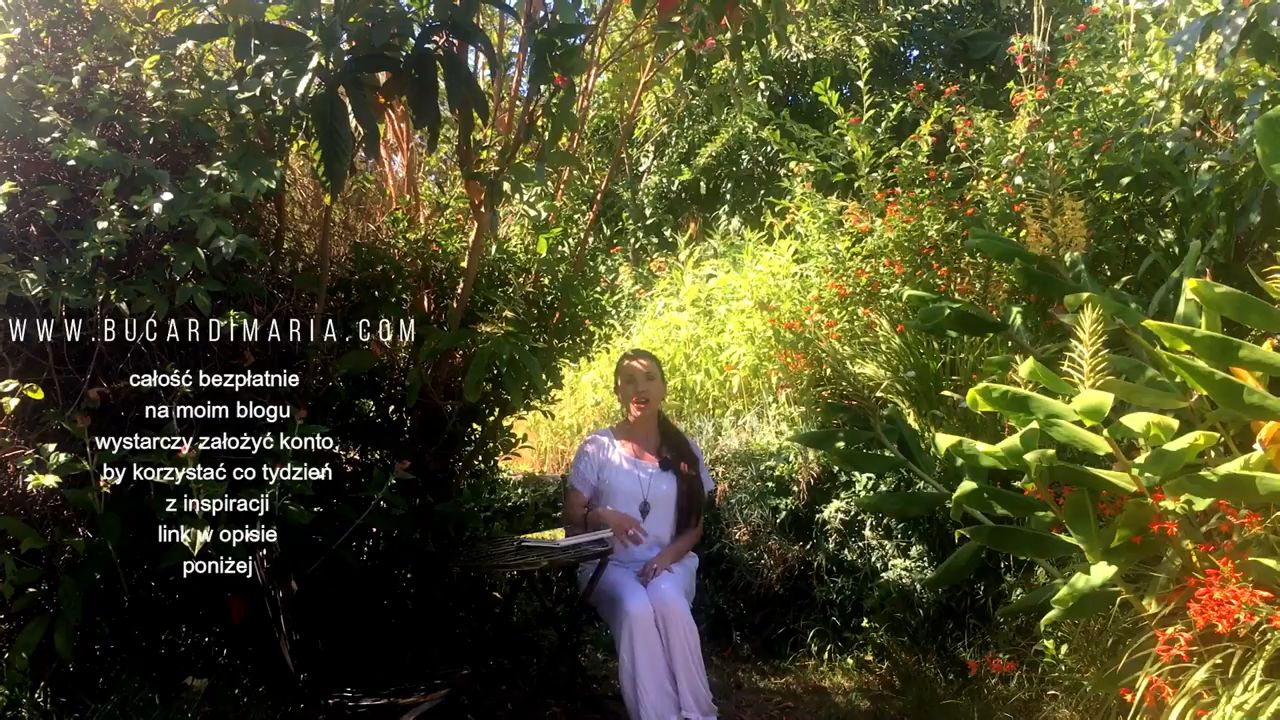 WWW.BUCARDIMARIA.COM
całość bezpłatnie
na moim blogu
wystarczy założyć konto,
by korzystać co tydzień
z inspiracji
link w opisie
poniżej